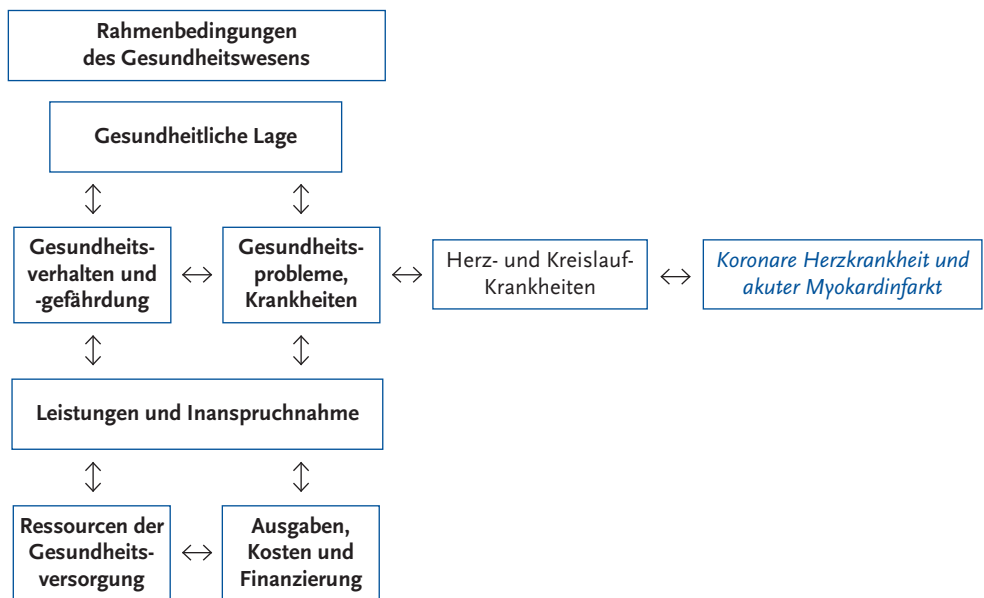 Rahmenbedingungen
des Gesundheitswesens
Gesundheitliche Lage
Gesundheits-
verhalten und
-gefährdung
Gesundheits-
probleme,
Krankheiten
Herz- und Kreislauf-
Krankheiten
Koronare Herzkrankheit und
akuter Myokardinfarkt
Leistungen und Inanspruchnahme
Ressourcen der
Gesundheits-
versorgung
Ausgaben,
Kosten und
Finanzierung